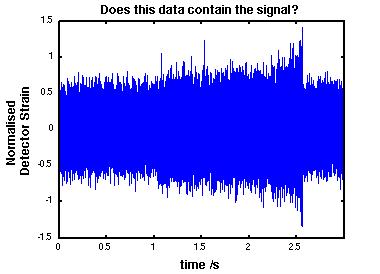 Does this data contain the signal?
1.5
1
0.5
0
-0.5
-1
-1.5
Normalised
Detector Strain
0 0.5 1 1.5 2 2.5
time /s